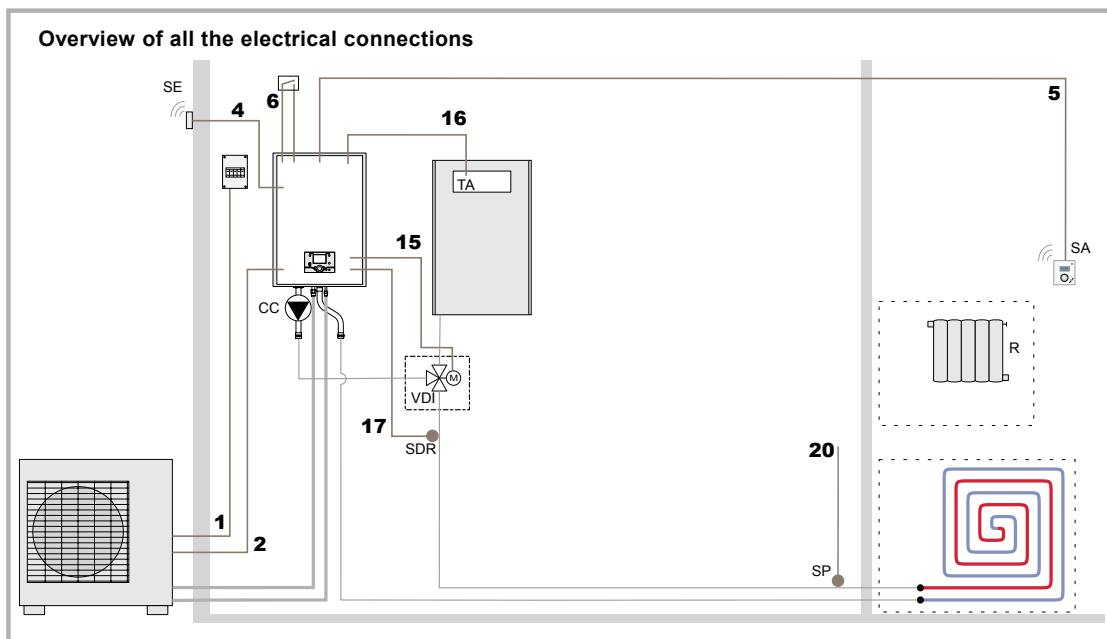 Overview of all the electrical connections
SE
4
6
16
5
TA
15
SA
CC
R
VDI
M
17
SDR
20
1
2
SP